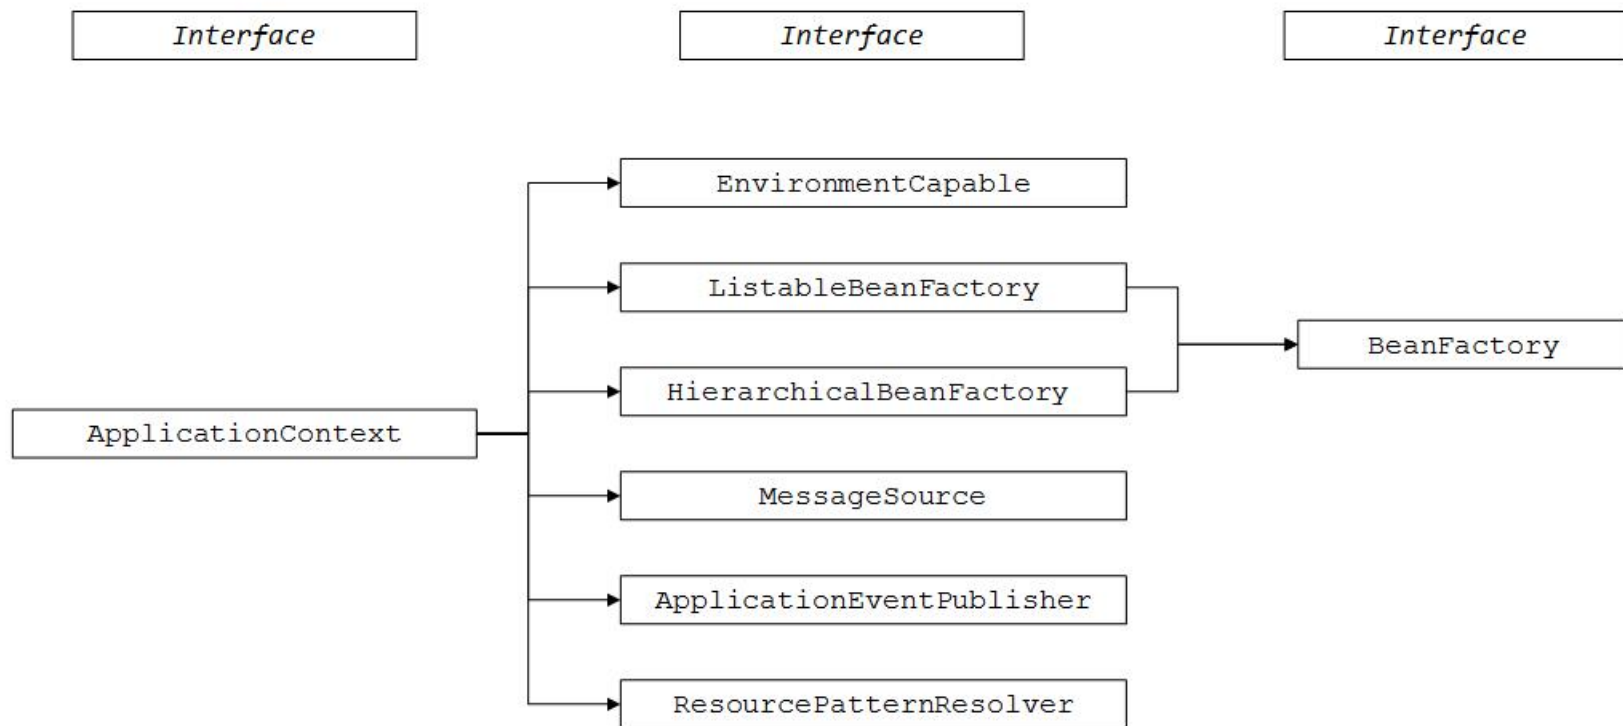 Interface
Interface
Interface
EnvironmentCapable
ListableBeanFactory
BeanFactory
HierarchicalBeanFactory
ApplicationContext
MessageSource
ApplicationEventPublisher
ResourcePatternResolver